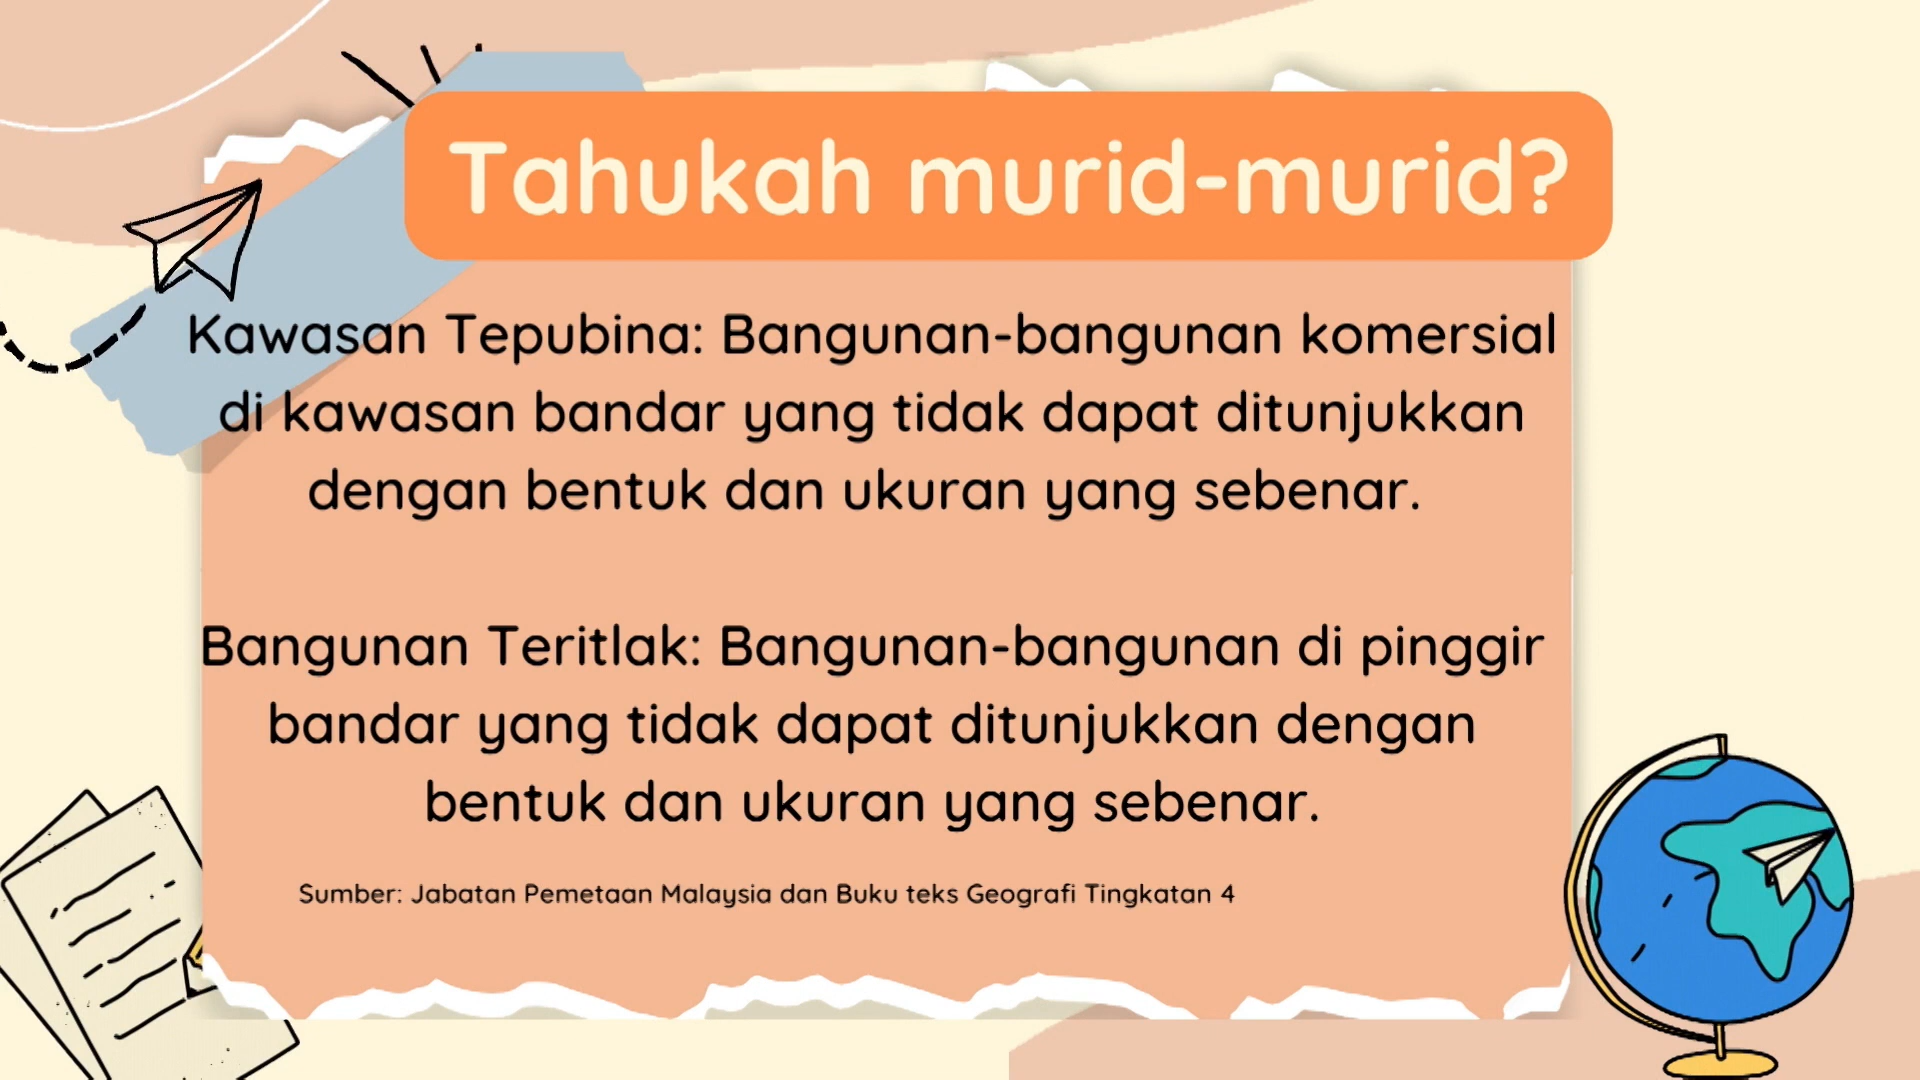 Tahukah murid-murid?
Kawasan Tepubina: Bangunan-bangunan komersial
di kawasan bandar yang tidak dapat ditunjukkan
dengan bentuk dan ukuran yang sebenar.
Bangunan Teritlak: Bangunan-bangunan di pinggir
bandar yang tidak dapat ditunjukkan dengan
bentuk dan ukuran yang sebenar.
Sumber: Jabatan Pemetaan Malaysia dan Buku teks Geografi Tingkatan 4